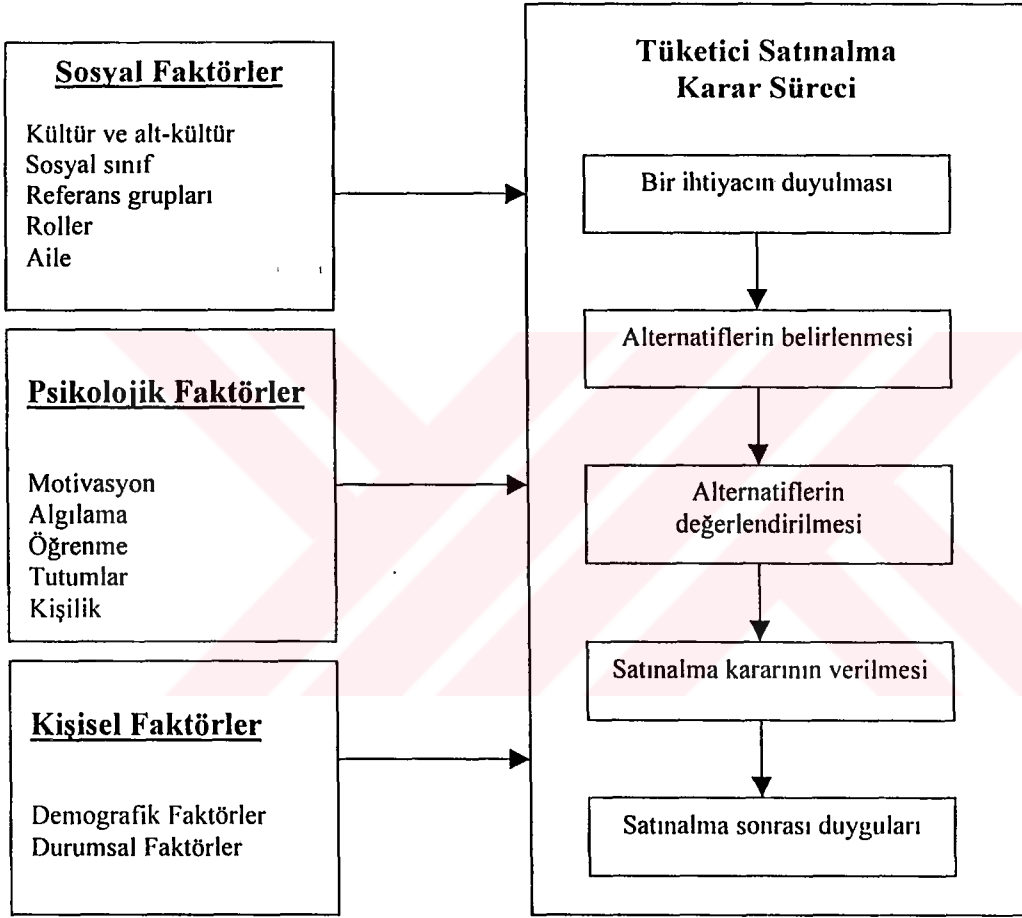 Sosyal Faktörler
Kültür ve alt-kültür
Sosyal sınıf
Referans grupları
Roller
Aile
Psikolojik Faktörler
Motivasyon
Algılama
Öğrenme
Tutumlar
Kişilik
Kişisel Faktörler
Demografik Faktörler
Durumsal Faktörler
Tüketici Satınalma
Karar Süreci
Bir ihtiyacın duyulması
Alternatiflerin belirlenmesi
Alternatiflerin
değerlendirilmesi
Satınalma kararının verilmesi
Satınalma sonrası duyguları